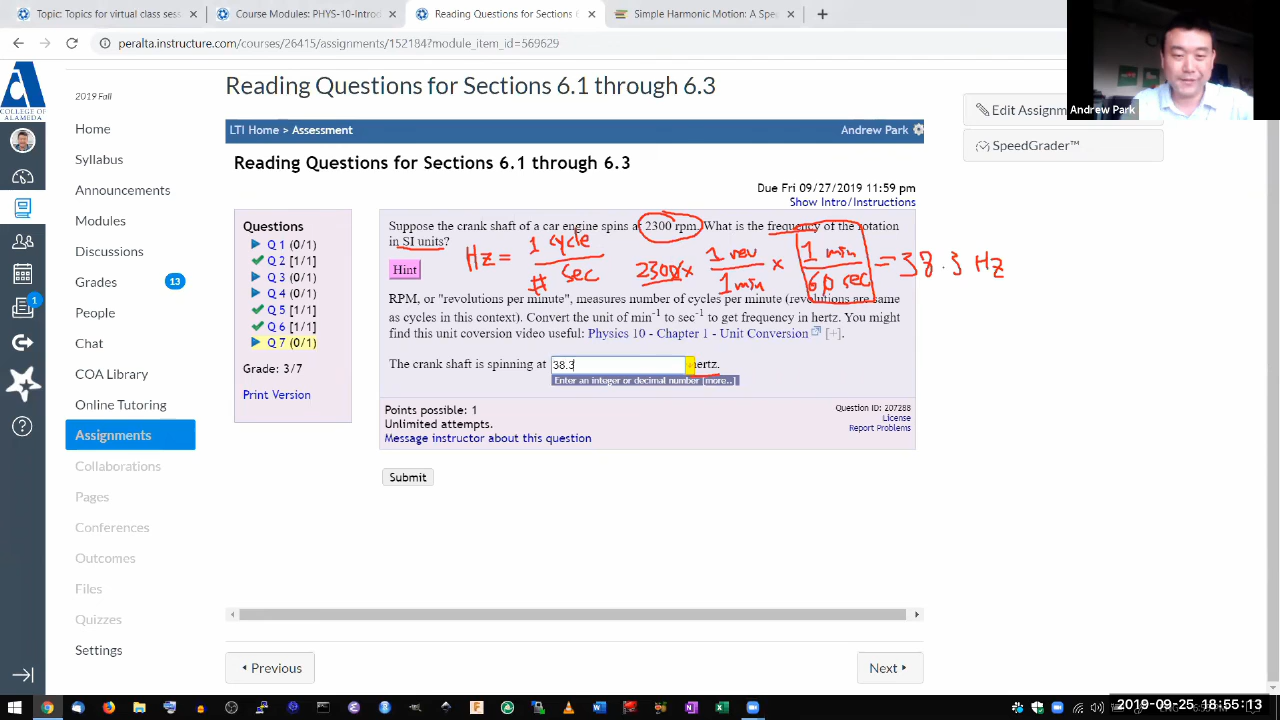 Topic: Virtual class ses
Course Modules: PHYS-10-Introd
Reading Questions for Sections 6
Simple Harmonic Motion: A Spe
peralta.instructure.com/courses/26415/assignments/152184?module_item_id=569629
Andrew Park
COLLEGE OF
ALAMEDA
1
2019 Fall
Home
Syllabus
Announcements
Modules
Discussions
Grades 13
People
Chat
COA Library
Online Tutoring
Assignments
Collaborations
Pages
Conferences
Outcomes
Files
Quizzes
Settings
Reading Questions for Sections 6.1 through 6.3
LTI Home > Assessment
Andrew Park
Edit Assignm
SpeedGrader™
Reading Questions for Sections 6.1 through 6.3
Due Fri 09/27/2019 11:59 pm
Show Intro/Instructions
Questions
Q 1 (0/1)
Q 2 [1/1]
Q 3 (0/1)
Q 4 (0/1)
Q 5 [1/1]
Q 6 [1/1]
Q 7 (0/1)
Grade: 3/7
Print Version
Suppose the crank shaft of a car engine spins at 2300 rpm. What is the frequency of the rotation
in SI units?
Hz = 1 cycle / # sec
2300 × 1 rev / 1 min × 1 min / 60 sec = 38.3 Hz
Hint
RPM, or "revolutions per minute", measures number of cycles per minute (revolutions are same
as cycles in this context). Convert the unit of min⁻¹ to sec⁻¹ to get frequency in hertz. You might
find this unit coversion video useful: Physics 10 - Chapter 1 - Unit Conversion [+].
The crank shaft is spinning at 38.3 hertz.
Enter an integer or decimal number [more..]
Points possible: 1
Unlimited attempts.
Message instructor about this question
Question ID: 207288
License
Report Problems
Submit
Previous
Next
2019-09-25 18:55:13